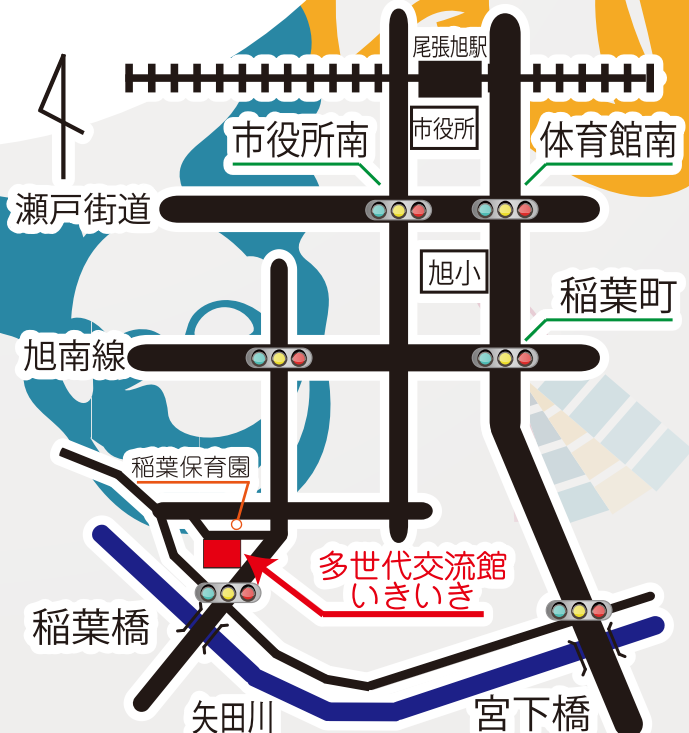 尾張旭駅
市役所
市役所南
体育館南
瀬戸街道
旭小
稲葉町
旭南線
稲葉保育園
多世代交流館
いきいき
稲葉橋
矢田川
宮下橋